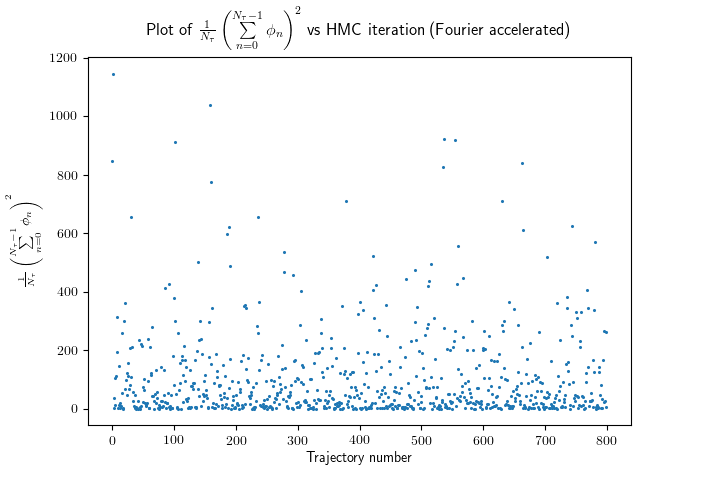 Plot of $\frac{1}{N_\tau}\left(\sum_{n=0}^{N_\tau-1}\phi_n\right)^2$ vs HMC iteration (Fourier accelerated)
$\frac{1}{N_\tau}\left(\sum_{n=0}^{N_\tau-1}\phi_n\right)^2$
1200
1000
800
600
400
200
0
0 100 200 300 400 500 600 700 800
Trajectory number